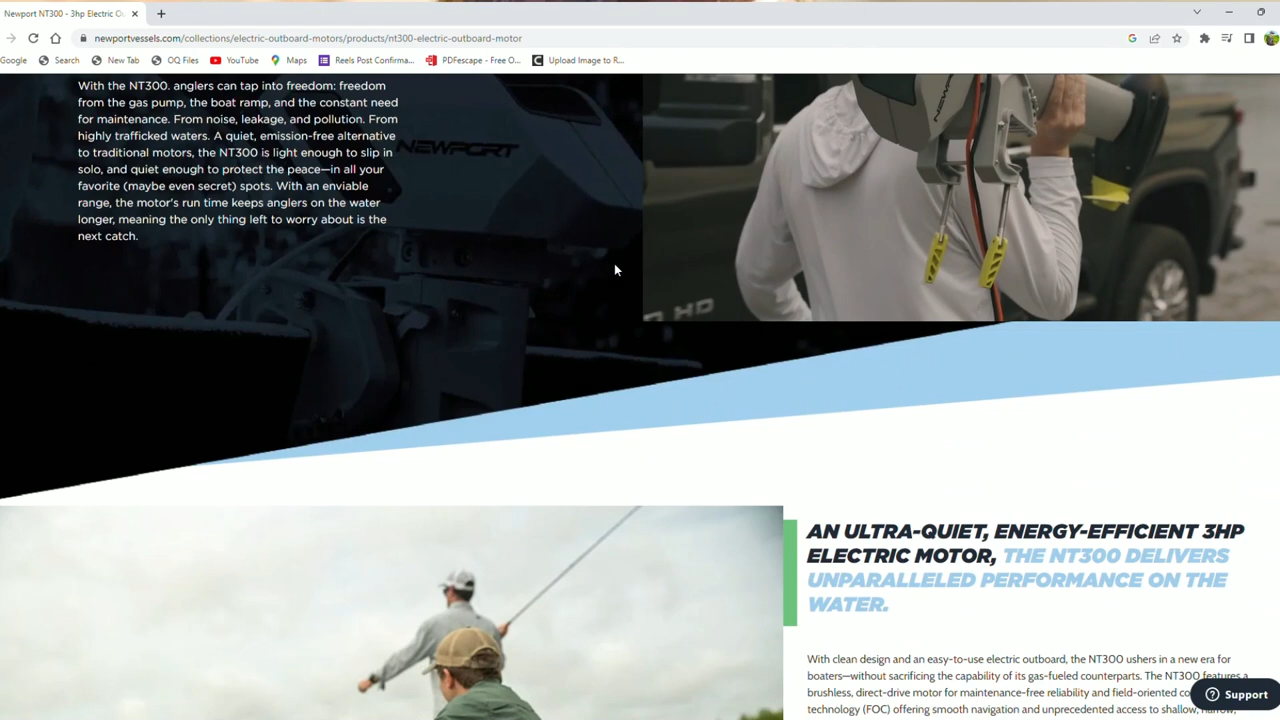 Newport NT300 - 3hp Electric O
newportvessels.com/collections/electric-outboard-motors/products/nt300-electric-outboard-motor
Google Search New Tab OQ Files YouTube Maps Reels Post Confirma... PDFescape - Free O... Upload Image to R...
With the NT300. anglers can tap into freedom: freedom
from the gas pump, the boat ramp, and the constant need
for maintenance. From noise, leakage, and pollution. From
highly trafficked waters. A quiet, emission-free alternative
to traditional motors, the NT300 is light enough to slip in
solo, and quiet enough to protect the peace—in all your
favorite (maybe even secret) spots. With an enviable
range, the motor's run time keeps anglers on the water
longer, meaning the only thing left to worry about is the
next catch.
NEWPORT
NEWPO
HD
AN ULTRA-QUIET, ENERGY-EFFICIENT 3HP
ELECTRIC MOTOR, THE NT300 DELIVERS
UNPARALLELED PERFORMANCE ON THE
WATER.
With clean design and an easy-to-use electric outboard, the NT300 ushers in a new era for
boaters—without sacrificing the capability of its gas-fueled counterparts. The NT300 features a
brushless, direct-drive motor for maintenance-free reliability and field-oriented co
technology (FOC) offering smooth navigation and unprecedented access to shallow, narrow,
Support